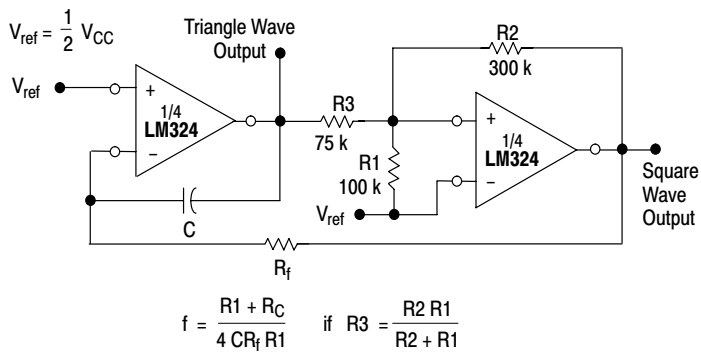 V_ref = 1/2 V_CC
Triangle Wave
Output
R2
300 k
V_ref
+
1/4
LM324
−
R3
75 k
+
1/4
LM324
−
R1
100 k
V_ref
Square
Wave
Output
C
R_f
f = (R1 + R_C)/(4 CR_f R1) if R3 = (R2 R1)/(R2 + R1)